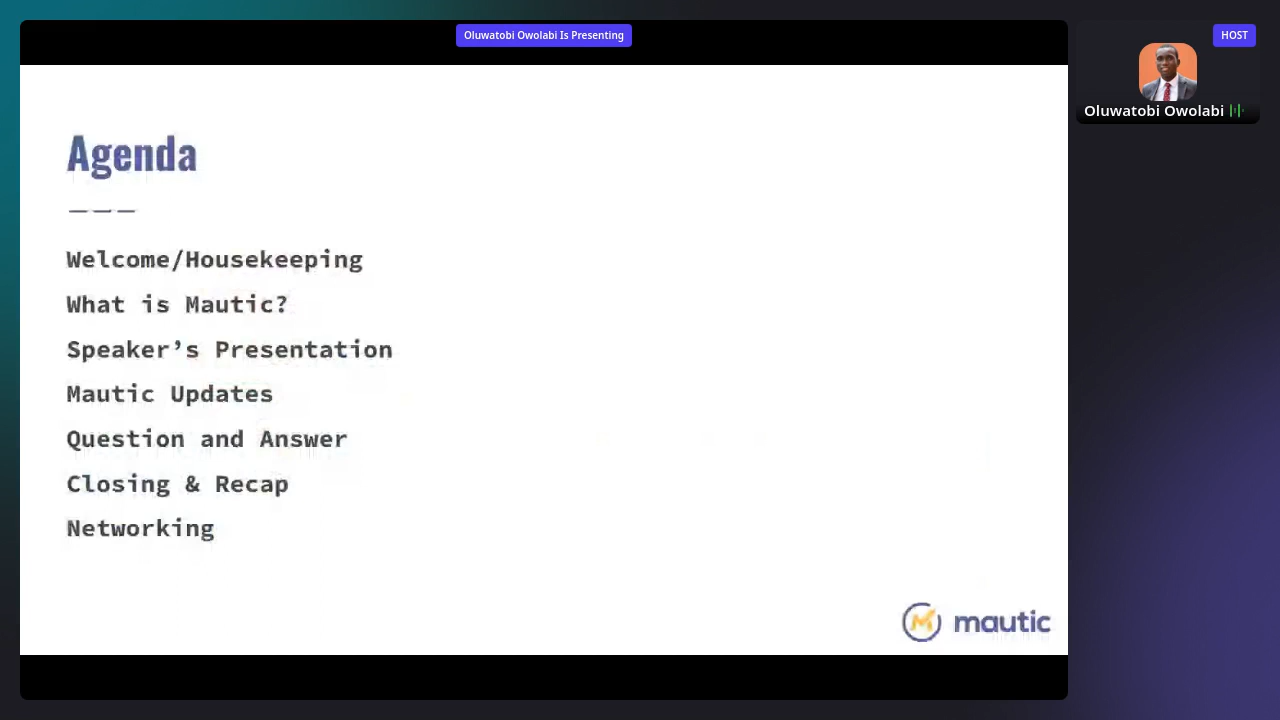 Oluwatobi Owolabi Is Presenting
HOST
Oluwatobi Owolabi
Agenda
Welcome/Housekeeping
What is Mautic?
Speaker’s Presentation
Mautic Updates
Question and Answer
Closing & Recap
Networking
mautic